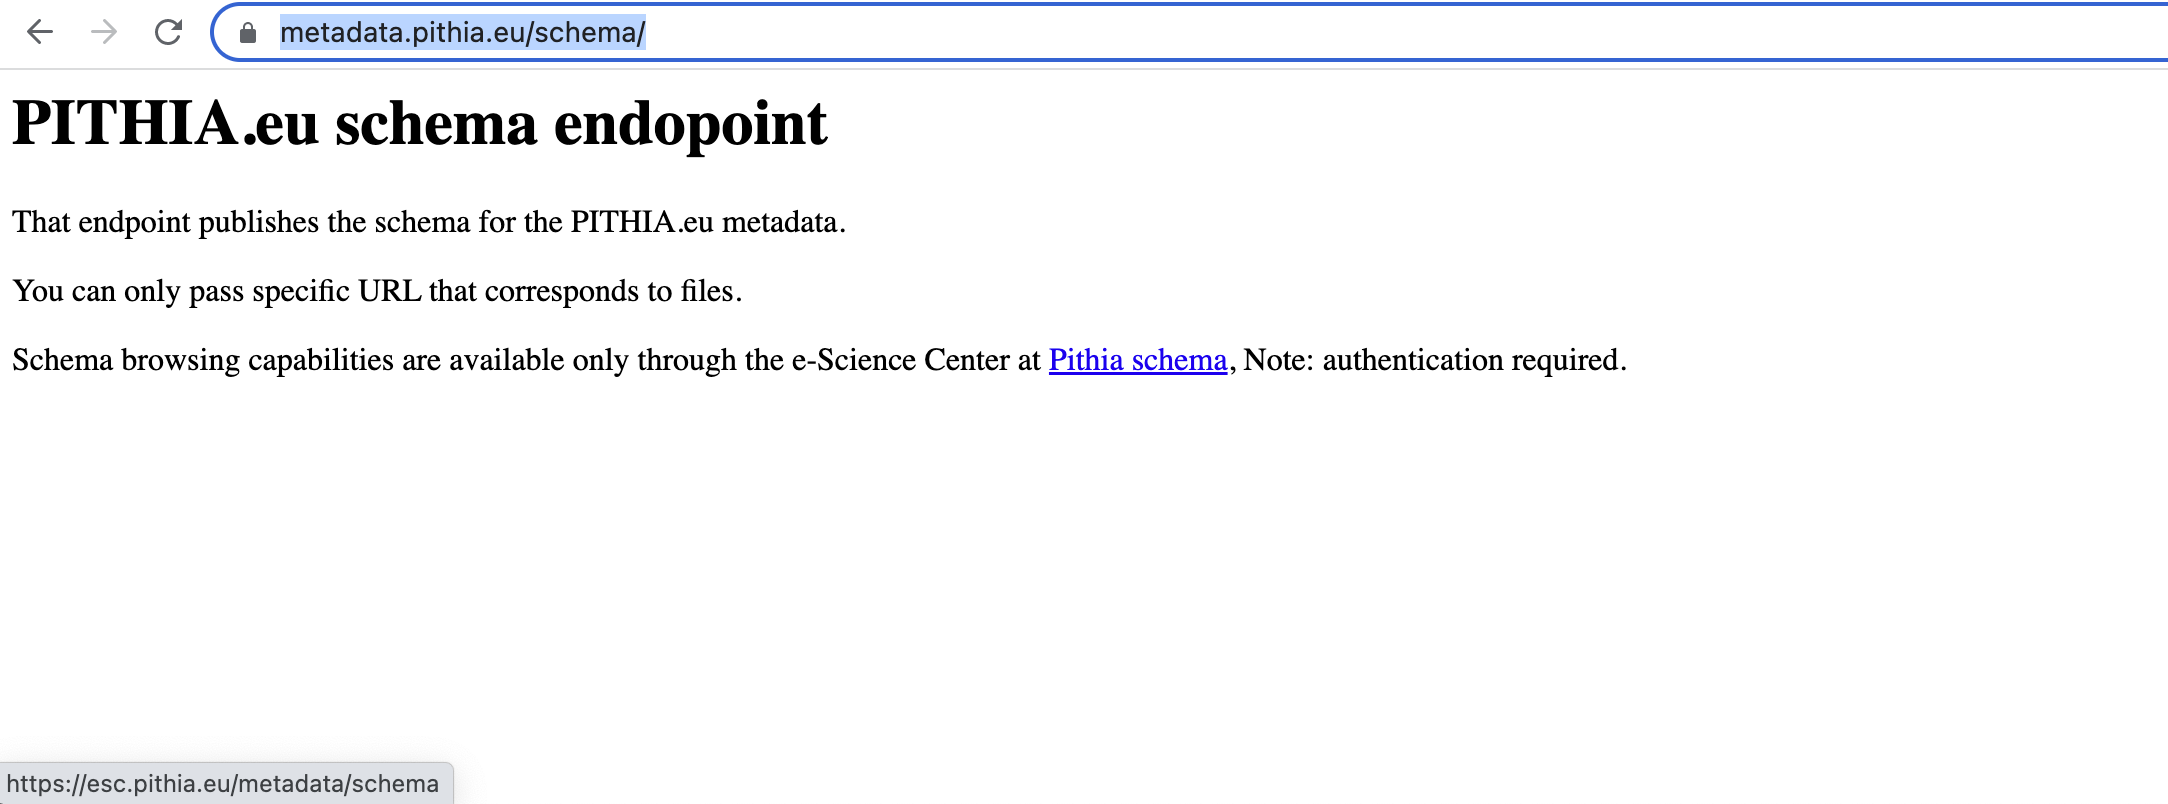 metadata.pithia.eu/schema/
PITHIA.eu schema endopoint
That endpoint publishes the schema for the PITHIA.eu metadata.
You can only pass specific URL that corresponds to files.
Schema browsing capabilities are available only through the e-Science Center at Pithia schema, Note: authentication required.
https://esc.pithia.eu/metadata/schema